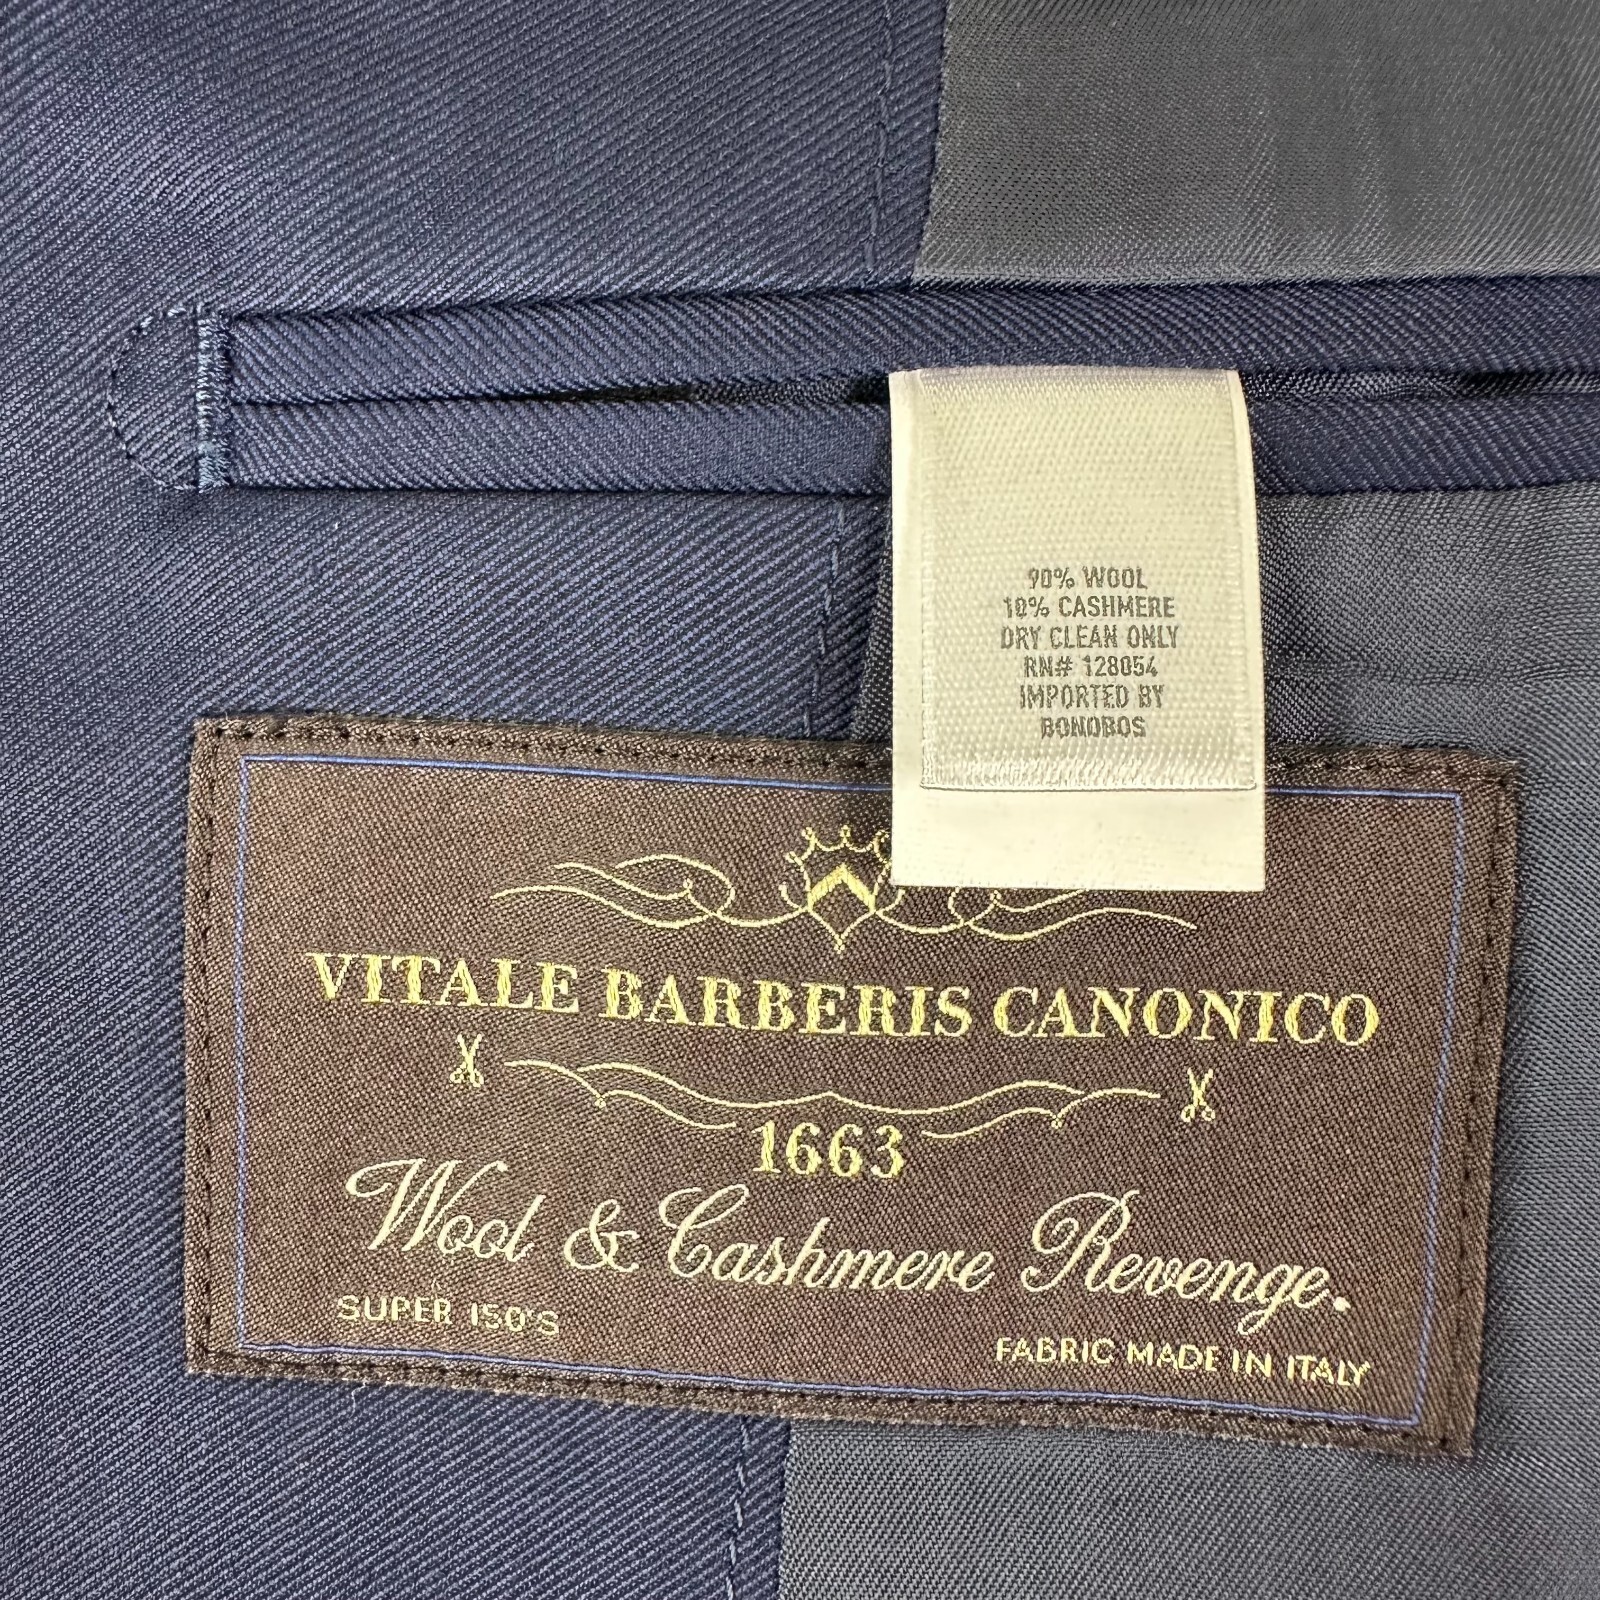 90% WOOL
10% CASHMERE
DRY CLEAN ONLY
RN# 128054
IMPORTED BY
BONOBOS
VITALE BARBERIS CANONICO
1663
Wool & Cashmere Revenge.
SUPER 150'S
FABRIC MADE IN ITALY